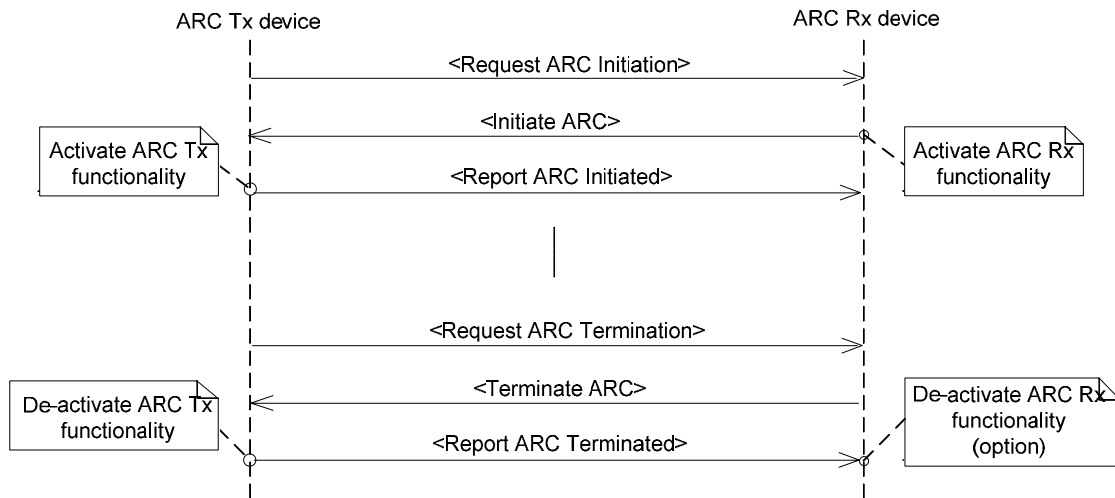 ARC Tx device
ARC Rx device
<Request ARC Initiation>
<Initiate ARC>
Activate ARC Tx
functionality
Activate ARC Rx
functionality
<Report ARC Initiated>
<Request ARC Termination>
<Terminate ARC>
De-activate ARC Tx
functionality
De-activate ARC Rx
functionality
(option)
<Report ARC Terminated>